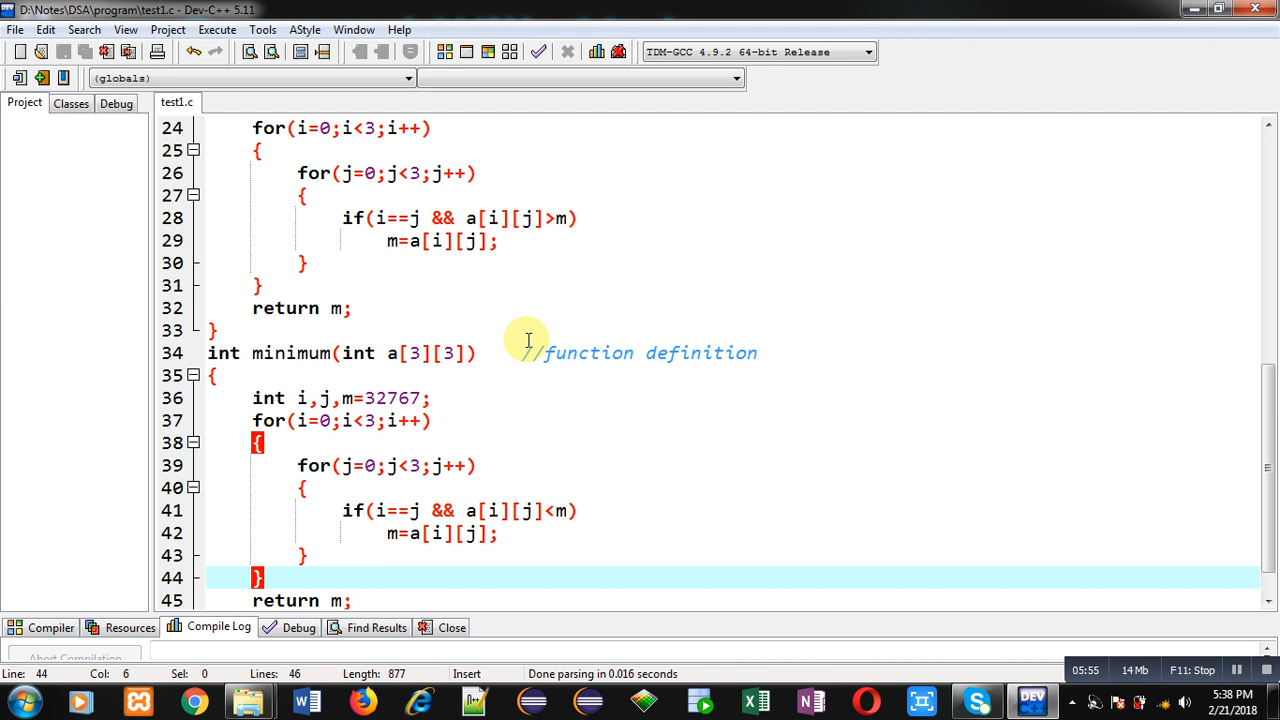 D:\Notes\DSA\program\test1.c - Dev-C++ 5.11
File Edit Search View Project Execute Tools AStyle Window Help
TDM-GCC 4.9.2 64-bit Release
(globals)
Project Classes Debug test1.c
24 for(i=0;i<3;i++)
25 {
26 for(j=0;j<3;j++)
27 {
28 if(i==j && a[i][j]>m)
29 m=a[i][j];
30 }
31 }
32 return m;
33 }
34 int minimum(int a[3][3]) //function definition
35 {
36 int i,j,m=32767;
37 for(i=0;i<3;i++)
38 {
39 for(j=0;j<3;j++)
40 {
41 if(i==j && a[i][j]<m)
42 m=a[i][j];
43 }
44 }
45 return m;
Compiler Resources Compile Log Debug Find Results Close
Abort Compilation
Line: 44 Col: 6 Sel: 0 Lines: 46 Length: 877 Insert Done parsing in 0.016 seconds
05:55 14 Mb F11: Stop
5:38 PM
2/21/2018